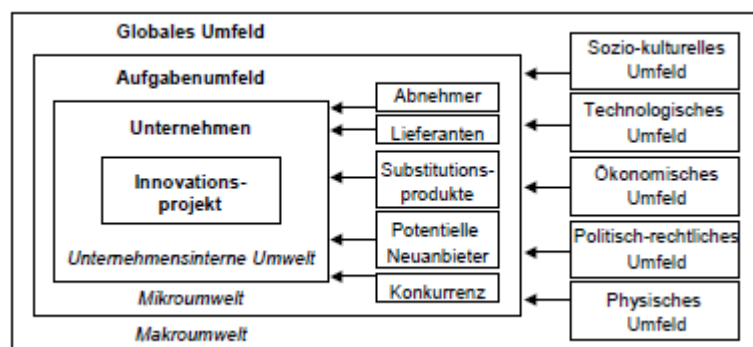 Globales Umfeld
Aufgabenumfeld
Unternehmen
Innovations-
projekt
Unternehmensinterne Umwelt
Mikroumwelt
Makroumwelt
Abnehmer
Lieferanten
Substitutions-
produkte
Potentielle
Neuanbieter
Konkurrenz
Sozio-kulturelles
Umfeld
Technologisches
Umfeld
Ökonomisches
Umfeld
Politisch-rechtliches
Umfeld
Physisches
Umfeld